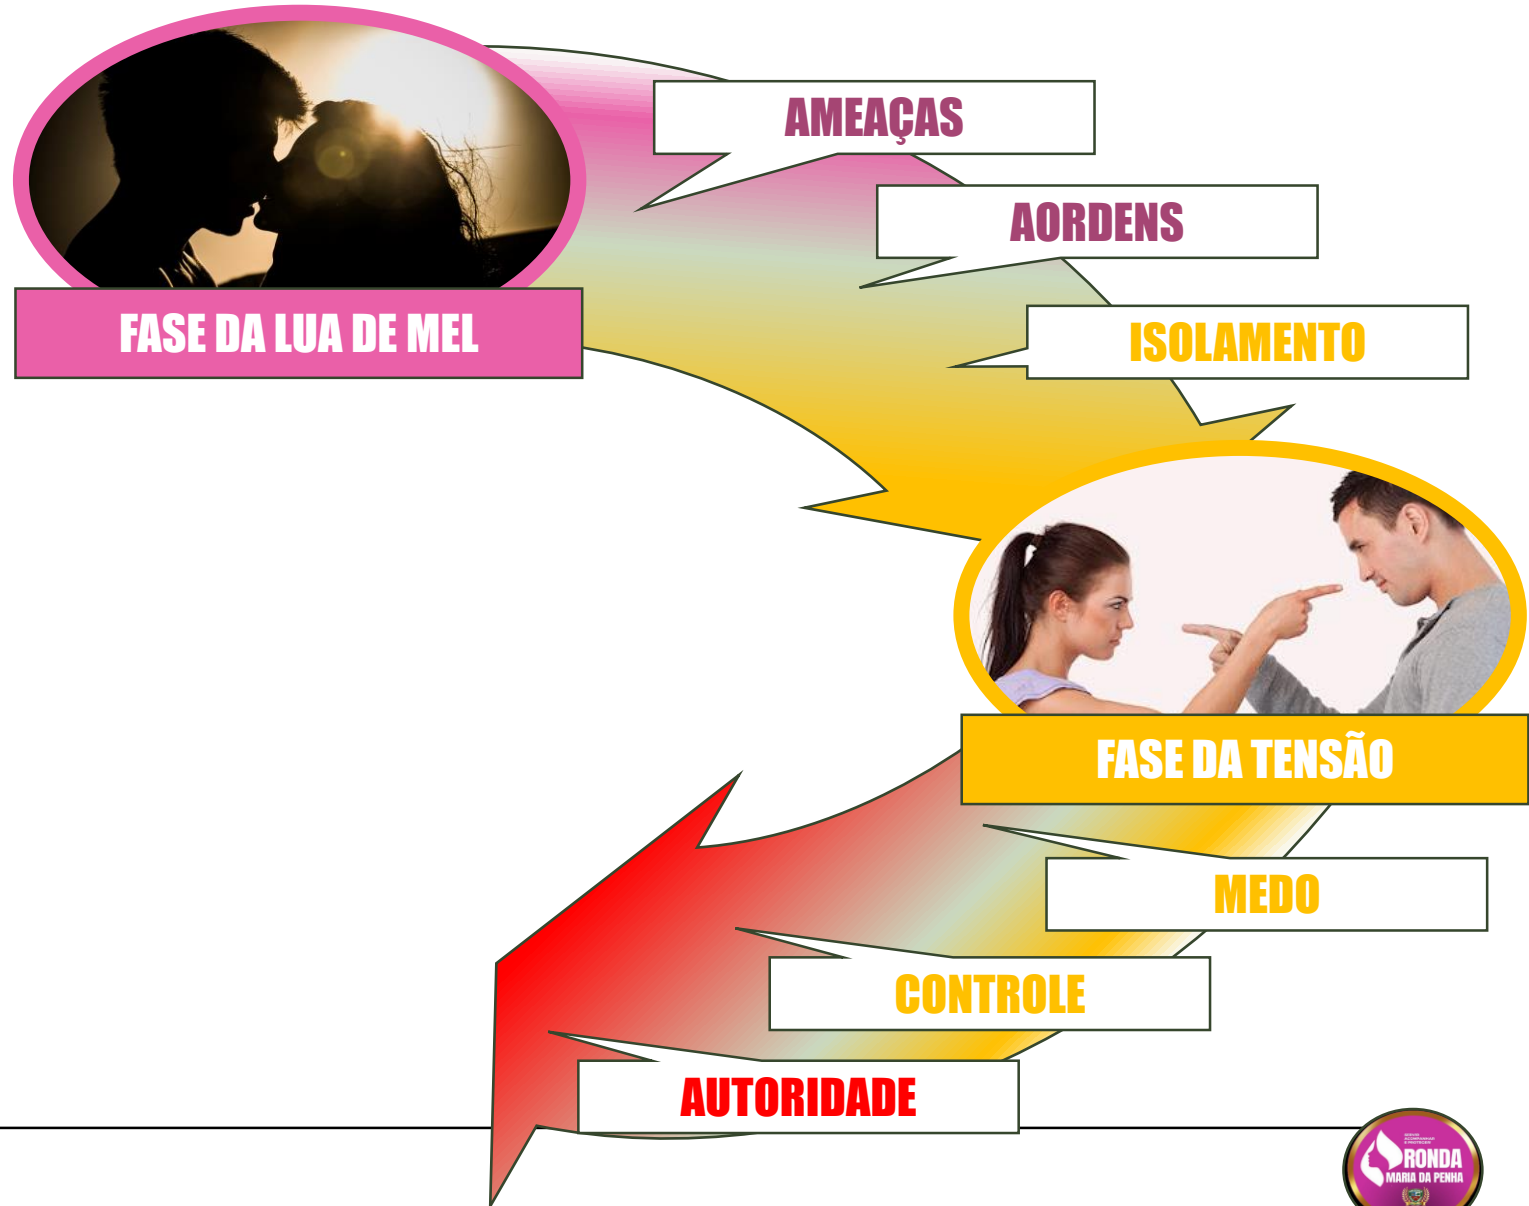 AMEAÇAS
AORDENS
FASE DA LUA DE MEL
ISOLAMENTO
FASE DA TENSÃO
MEDO
CONTROLE
AUTORIDADE
RONDA
MARIA DA PENHA